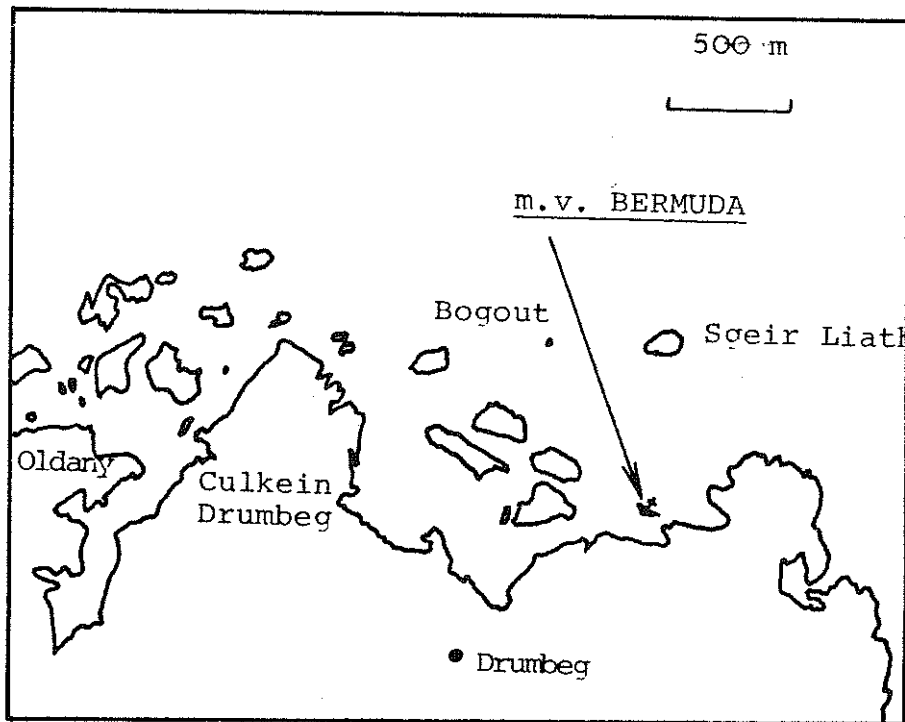 500 m
m.v. BERMUDA
Bogout
Sgeir Liath
Oldany
Culkein
Drumbeg
Drumbeg